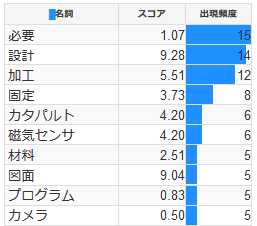 名詞 スコア 出現頻度
必要 1.07 15
設計 9.28 14
加工 5.51 12
固定 3.73 8
カタパルト 4.20 6
磁気センサ 4.20 6
材料 2.51 5
図面 9.04 5
プログラム 0.83 5
カメラ 0.50 5